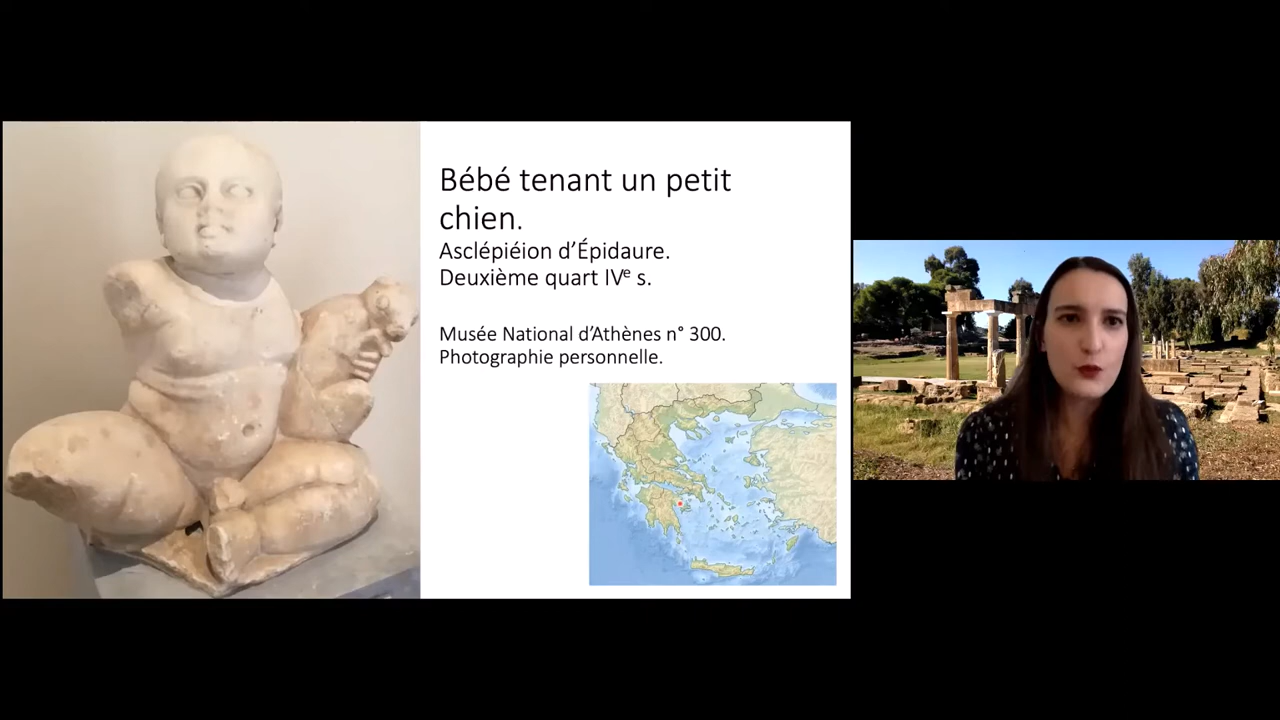 Bébé tenant un petit
chien.
Asclépiéion d’Épidaure.
Deuxième quart IVᵉ s.
Musée National d’Athènes n° 300.
Photographie personnelle.